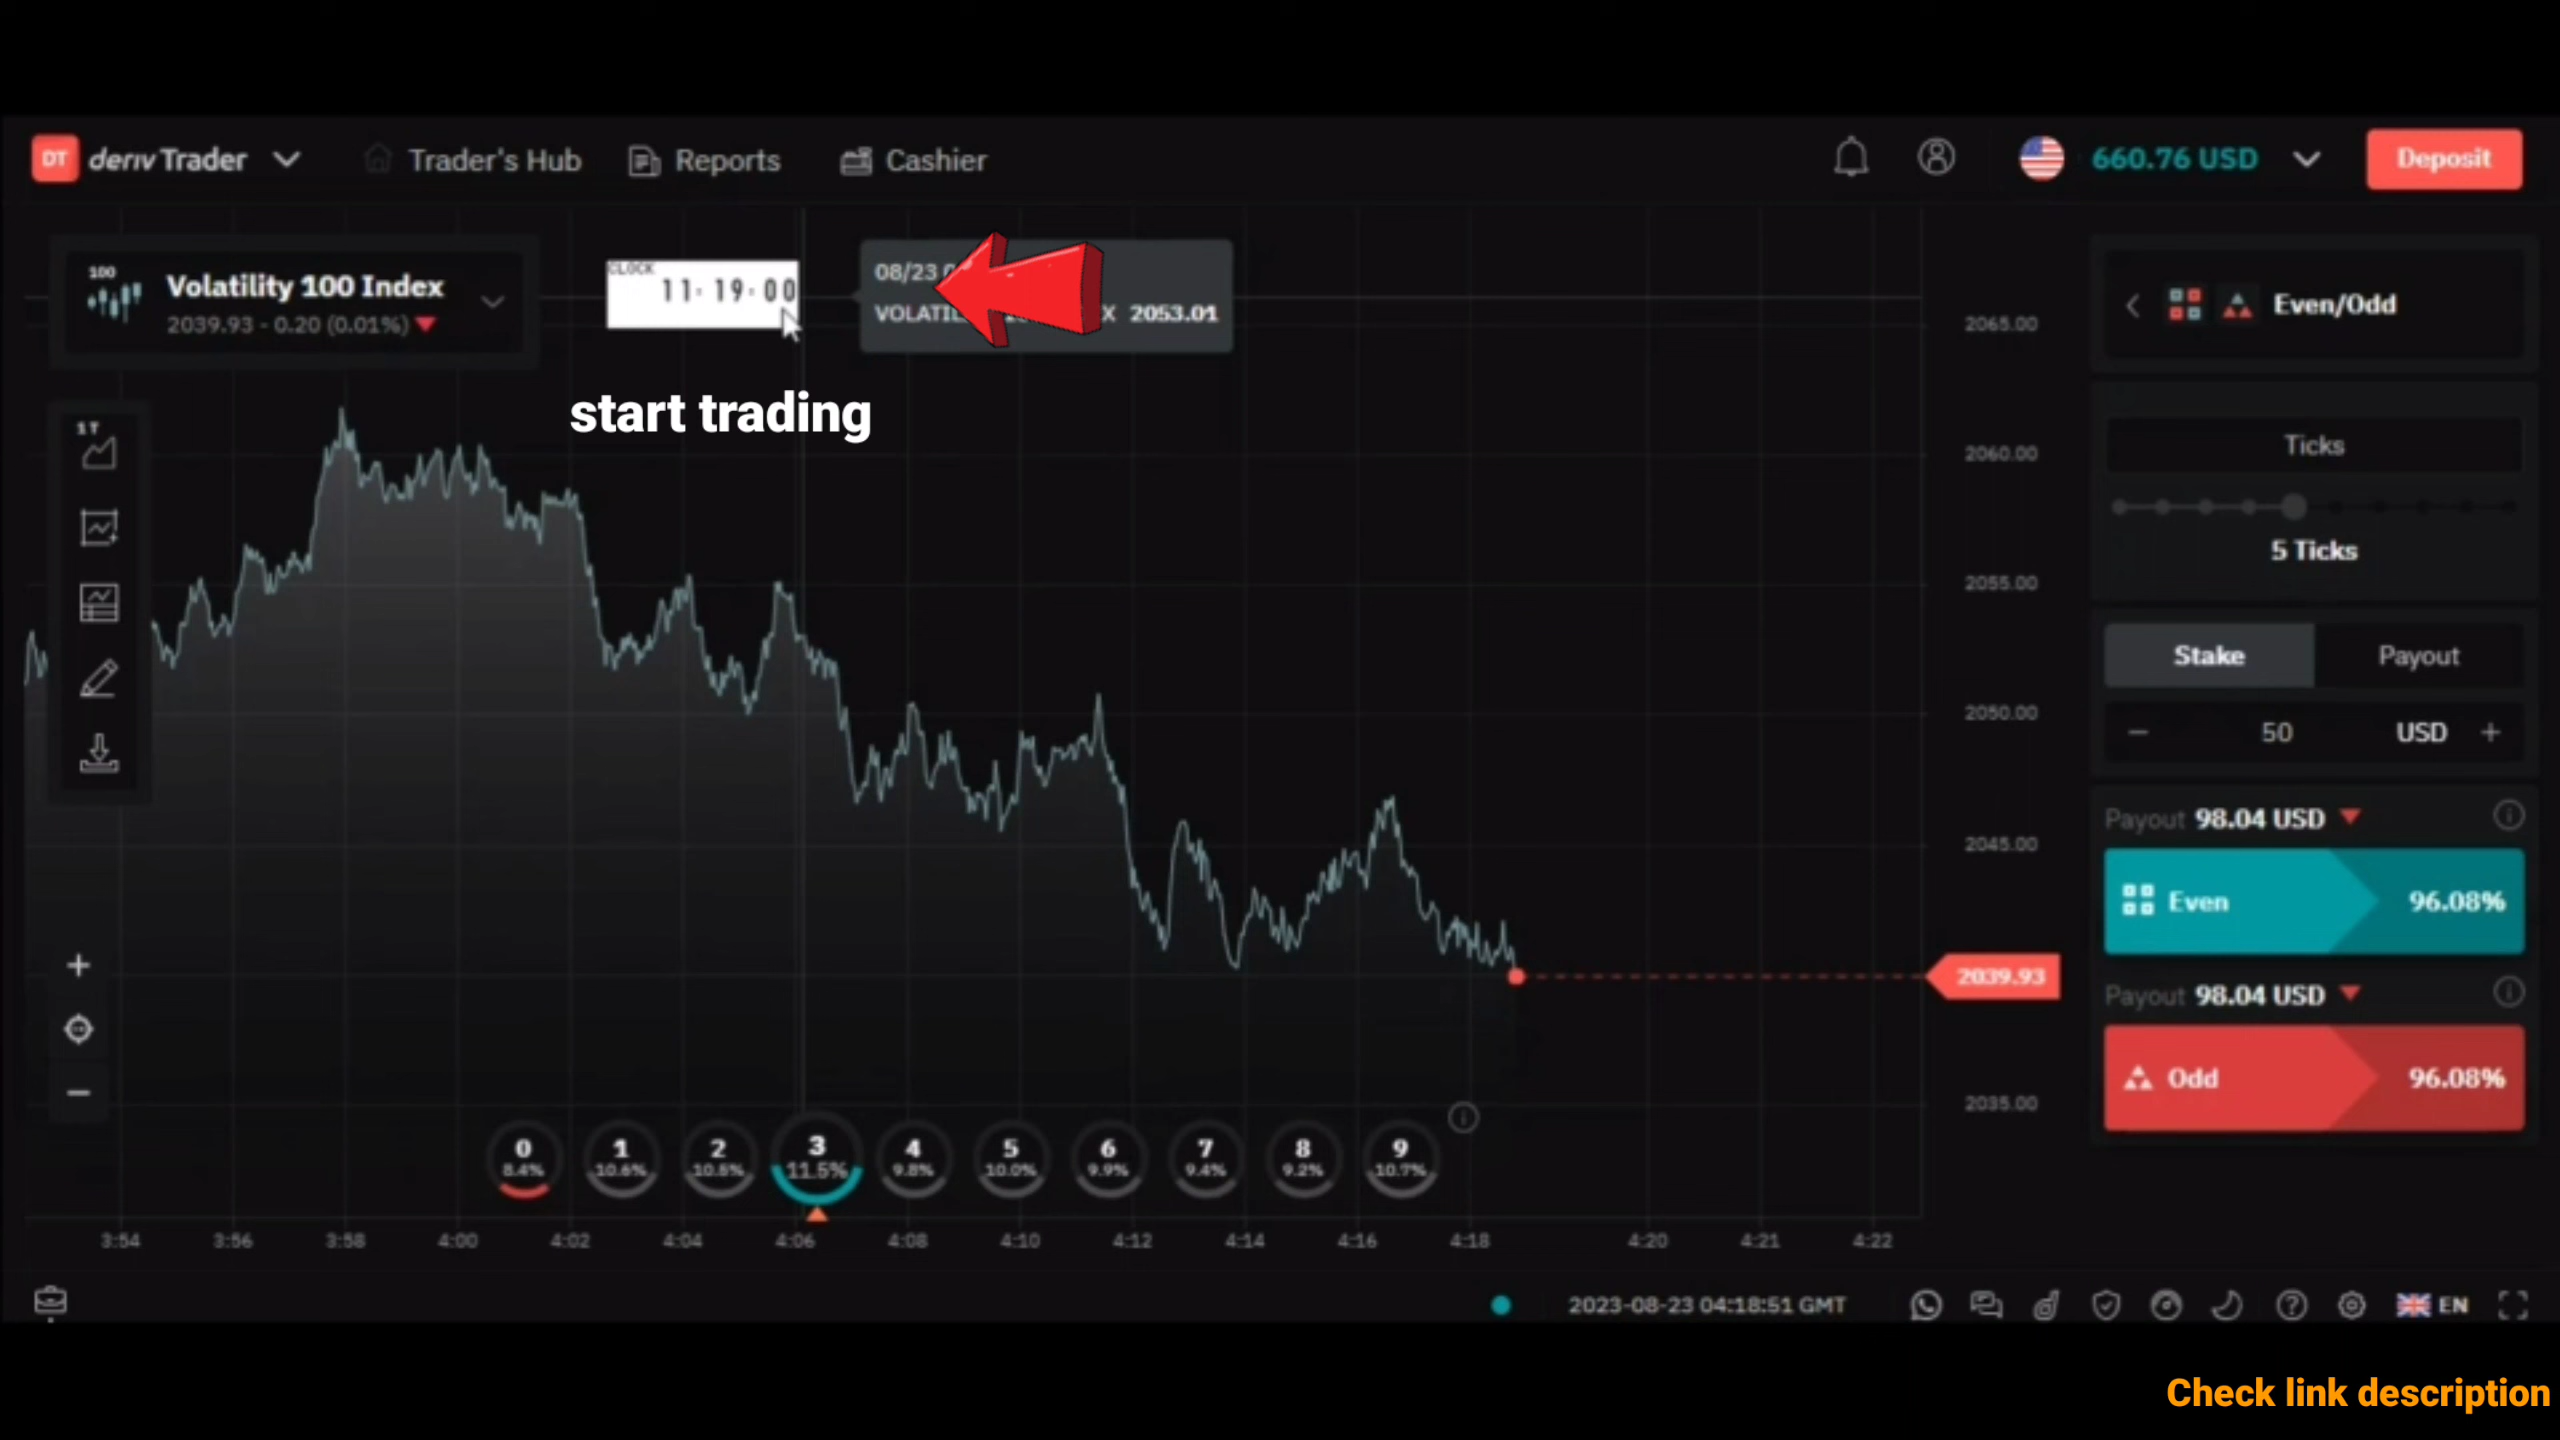 DT deriv Trader
Trader's Hub
Reports
Cashier
660.76 USD
Deposit
100
Volatility 100 Index
2039.93 - 0.20 (0.01%)
CLOCK
11:19:00
08/23
2053.01
start trading
Even/Odd
Ticks
5 Ticks
Stake
Payout
50
USD
Payout 98.04 USD
Even
96.08%
Payout 98.04 USD
Odd
96.08%
1T
2065.00
2060.00
2055.00
2050.00
2045.00
2039.93
2035.00
0
8.4%
1
10.6%
2
10.5%
3
11.5%
4
9.8%
5
10.0%
6
9.9%
7
9.4%
8
9.2%
9
10.7%
3:54
3:56
3:58
4:00
4:02
4:04
4:06
4:08
4:10
4:12
4:14
4:16
4:18
4:20
4:21
4:22
2023-08-23 04:18:51 GMT
EN
Check link description